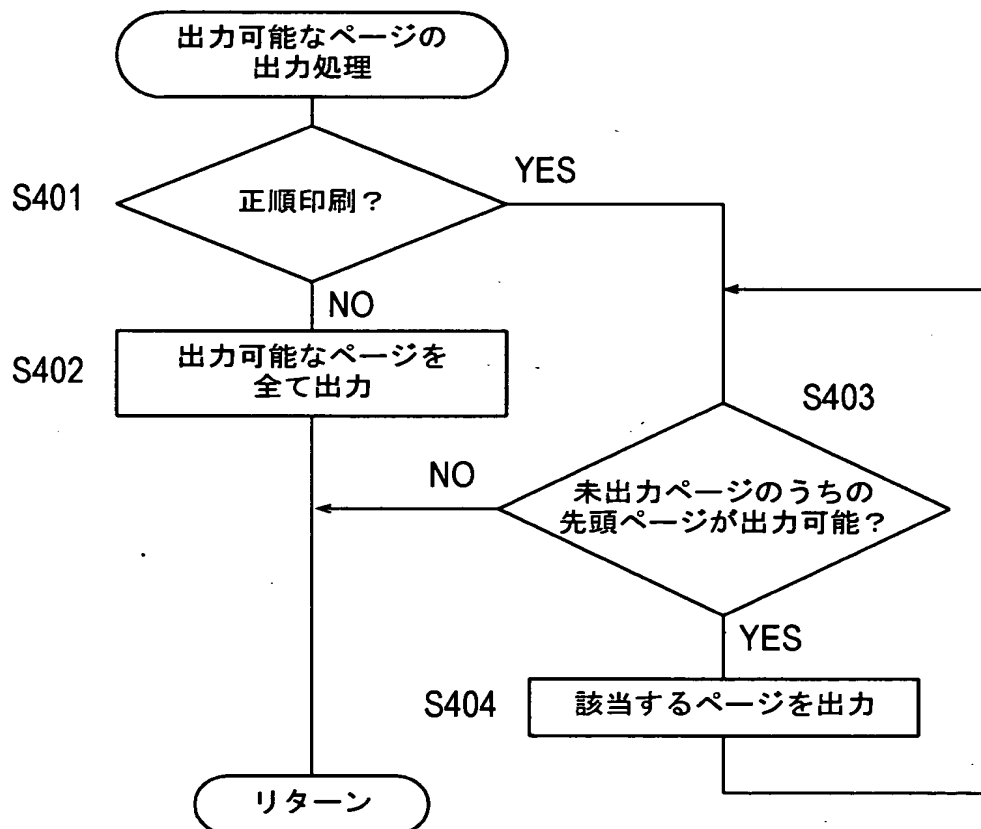 出力可能なページの
出力処理
S401
正順印刷?
YES
NO
S402
出力可能なページを
全て出力
S403
NO
未出力ページのうちの
先頭ページが出力可能?
YES
S404
該当するページを出力
リターン